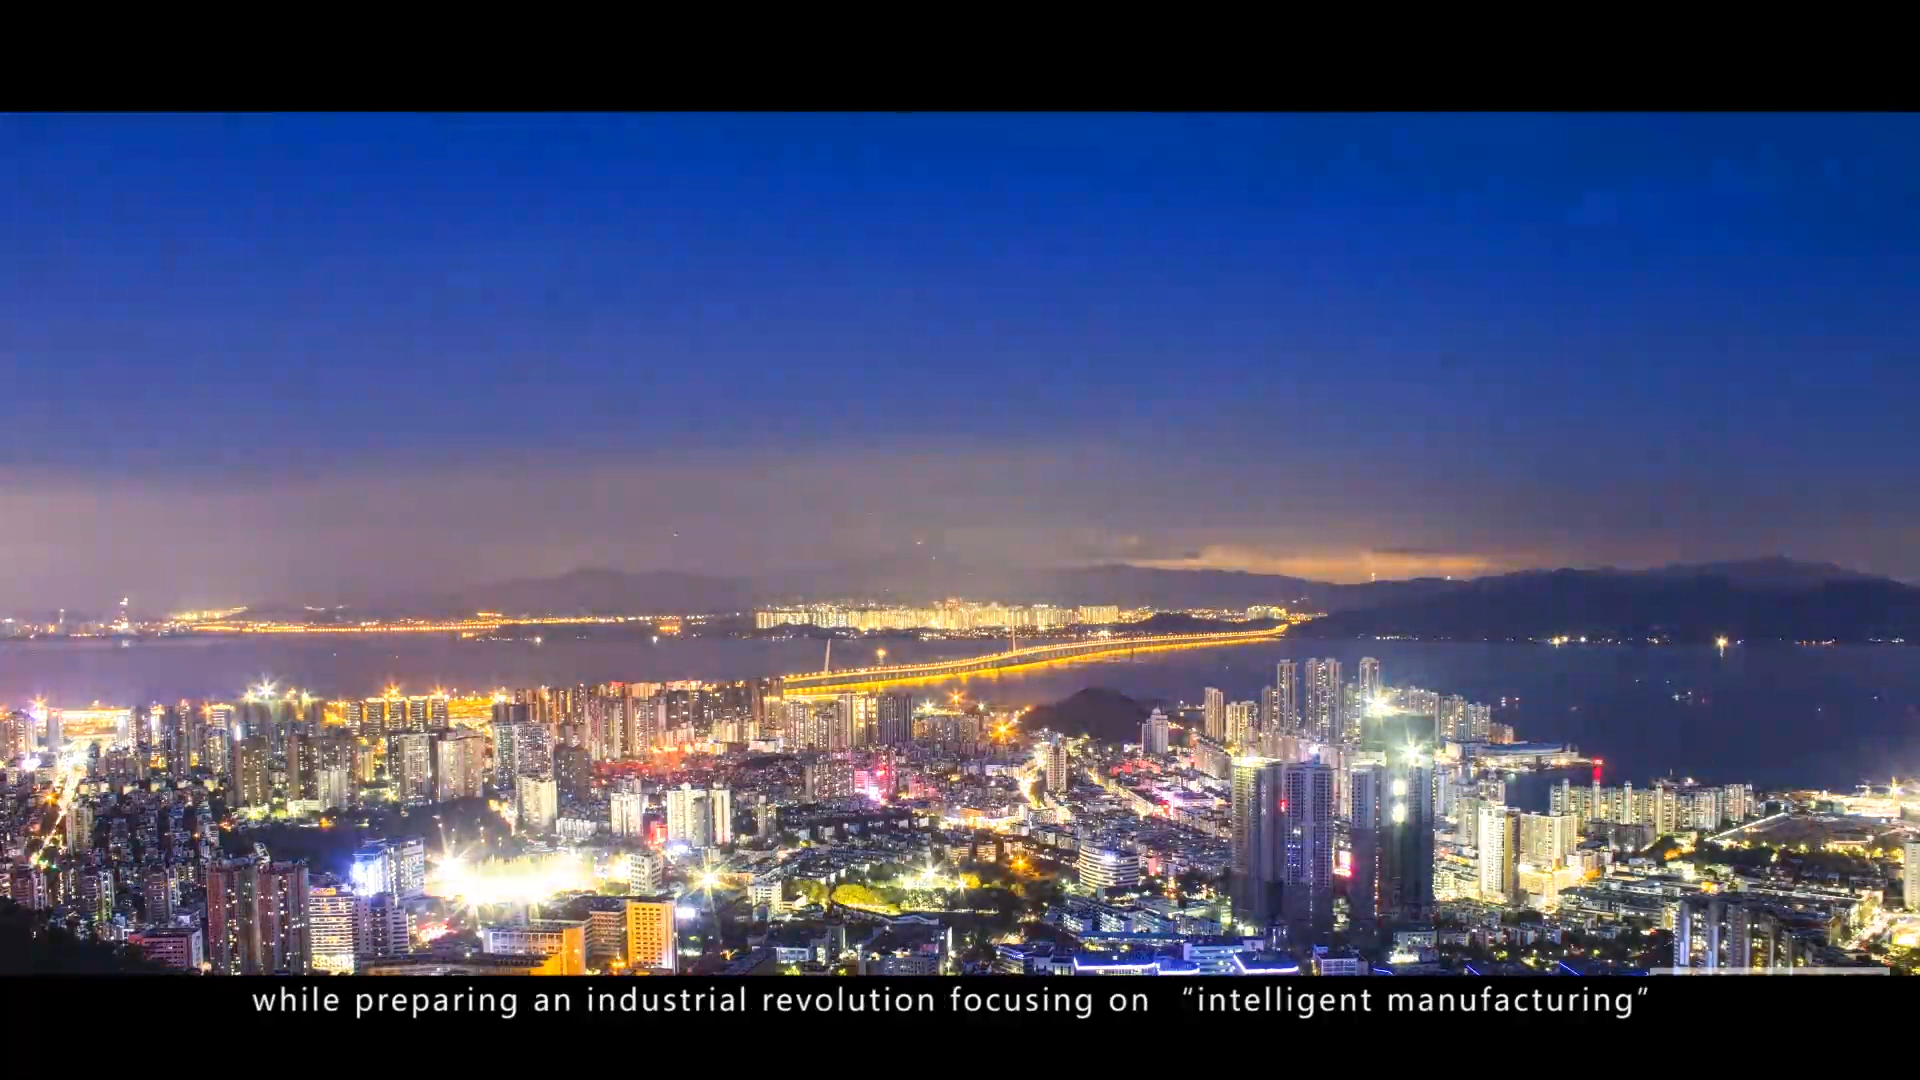 while preparing an industrial revolution focusing on “intelligent manufacturing”